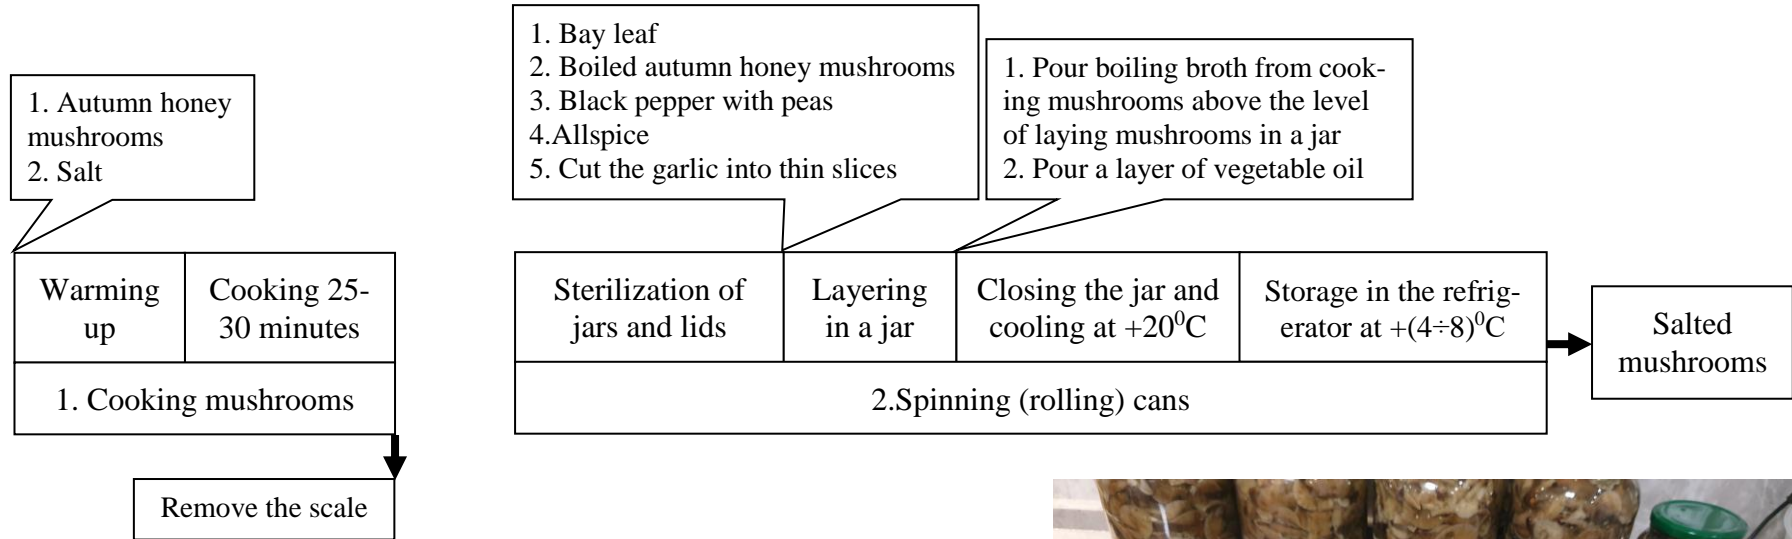 1. Autumn honey
mushrooms
2. Salt
1. Bay leaf
2. Boiled autumn honey mushrooms
3. Black pepper with peas
4.Allspice
5. Cut the garlic into thin slices
1. Pour boiling broth from cook-
ing mushrooms above the level
of laying mushrooms in a jar
2. Pour a layer of vegetable oil
Warming
up
Cooking 25-
30 minutes
1. Cooking mushrooms
Remove the scale
Sterilization of
jars and lids
Layering
in a jar
Closing the jar and
cooling at +20⁰C
Storage in the refrig-
erator at +(4÷8)⁰C
2.Spinning (rolling) cans
Salted
mushrooms